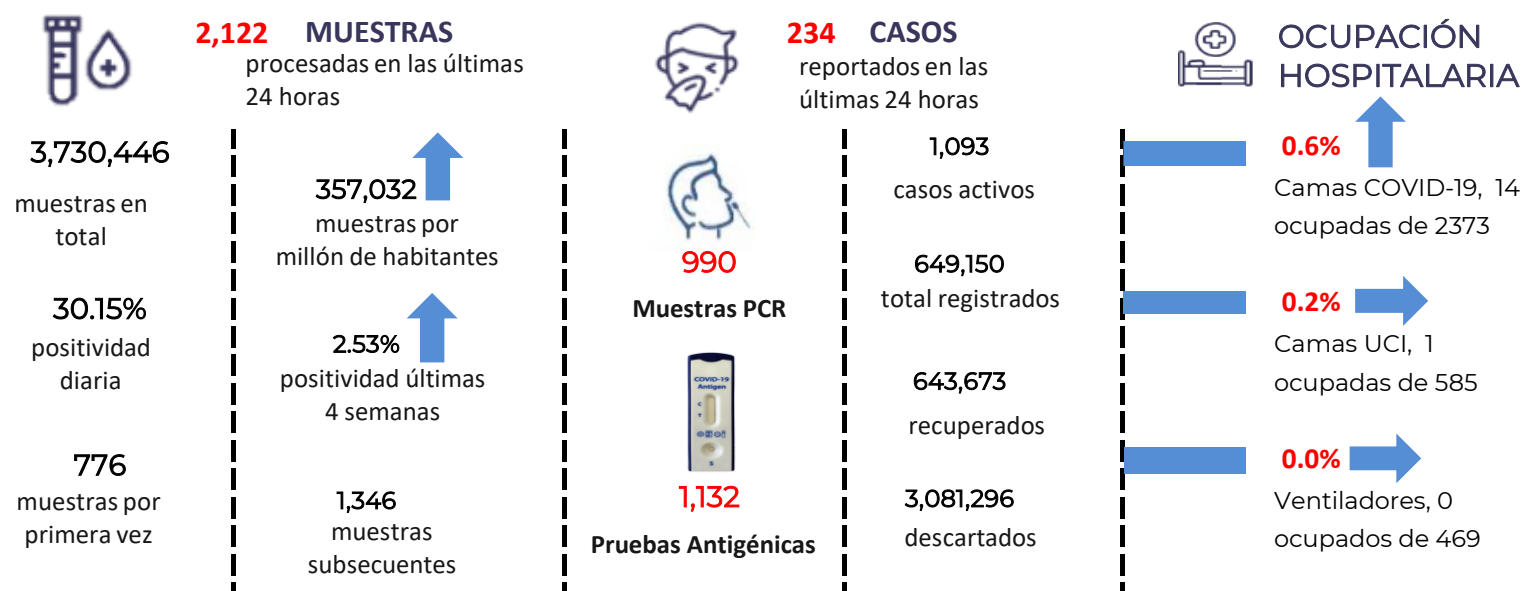 2,122 MUESTRAS
procesadas en las últimas
24 horas
3,730,446
muestras en
total
30.15%
positividad
diaria
776
muestras por
primera vez
357,032
muestras por
millón de habitantes
2.53%
positividad últimas
4 semanas
1,346
muestras
subsecuentes
990
Muestras PCR
COVID-19
Antigen
C
T
S
1,132
Pruebas Antigénicas
234 CASOS
reportados en las
últimas 24 horas
1,093
casos activos
649,150
total registrados
643,673
recuperados
3,081,296
descartados
OCUPACIÓN
HOSPITALARIA
0.6%
Camas COVID-19, 14
ocupadas de 2373
0.2%
Camas UCI, 1
ocupadas de 585
0.0%
Ventiladores, 0
ocupados de 469